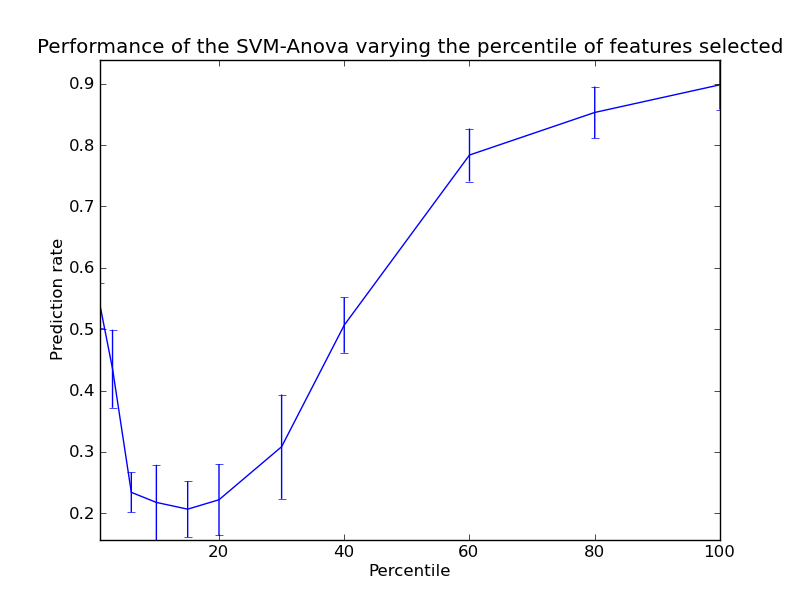 Performance of the SVM-Anova varying the percentile of features selected
0.9
0.8
0.7
0.6
0.5
0.4
0.3
0.2
Prediction rate
20 40 60 80 100
Percentile